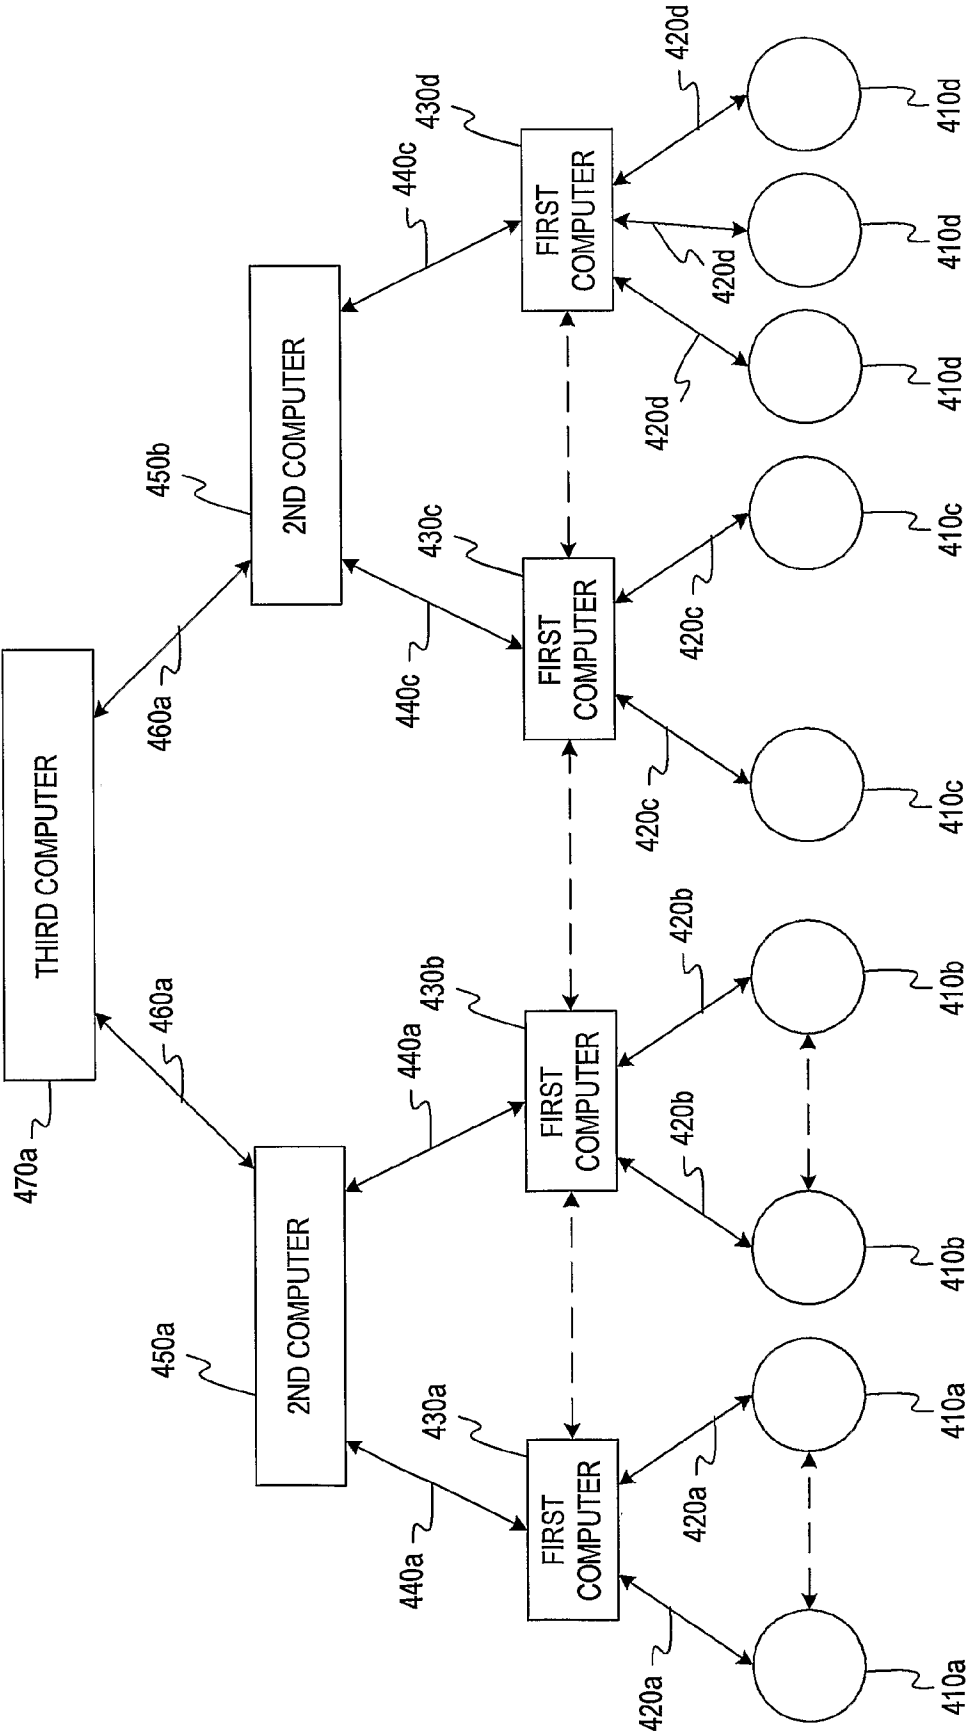 THIRD COMPUTER
470a
460a
460a
2ND COMPUTER
450a
2ND COMPUTER
450b
440a
440a
440c
440c
430a
430b
430c
430d
FIRST
COMPUTER
FIRST
COMPUTER
FIRST
COMPUTER
FIRST
COMPUTER
420a
420a
420b
420b
420c
420c
420d
420d
420d
410a
410a
410b
410b
410c
410c
410d
410d
410d